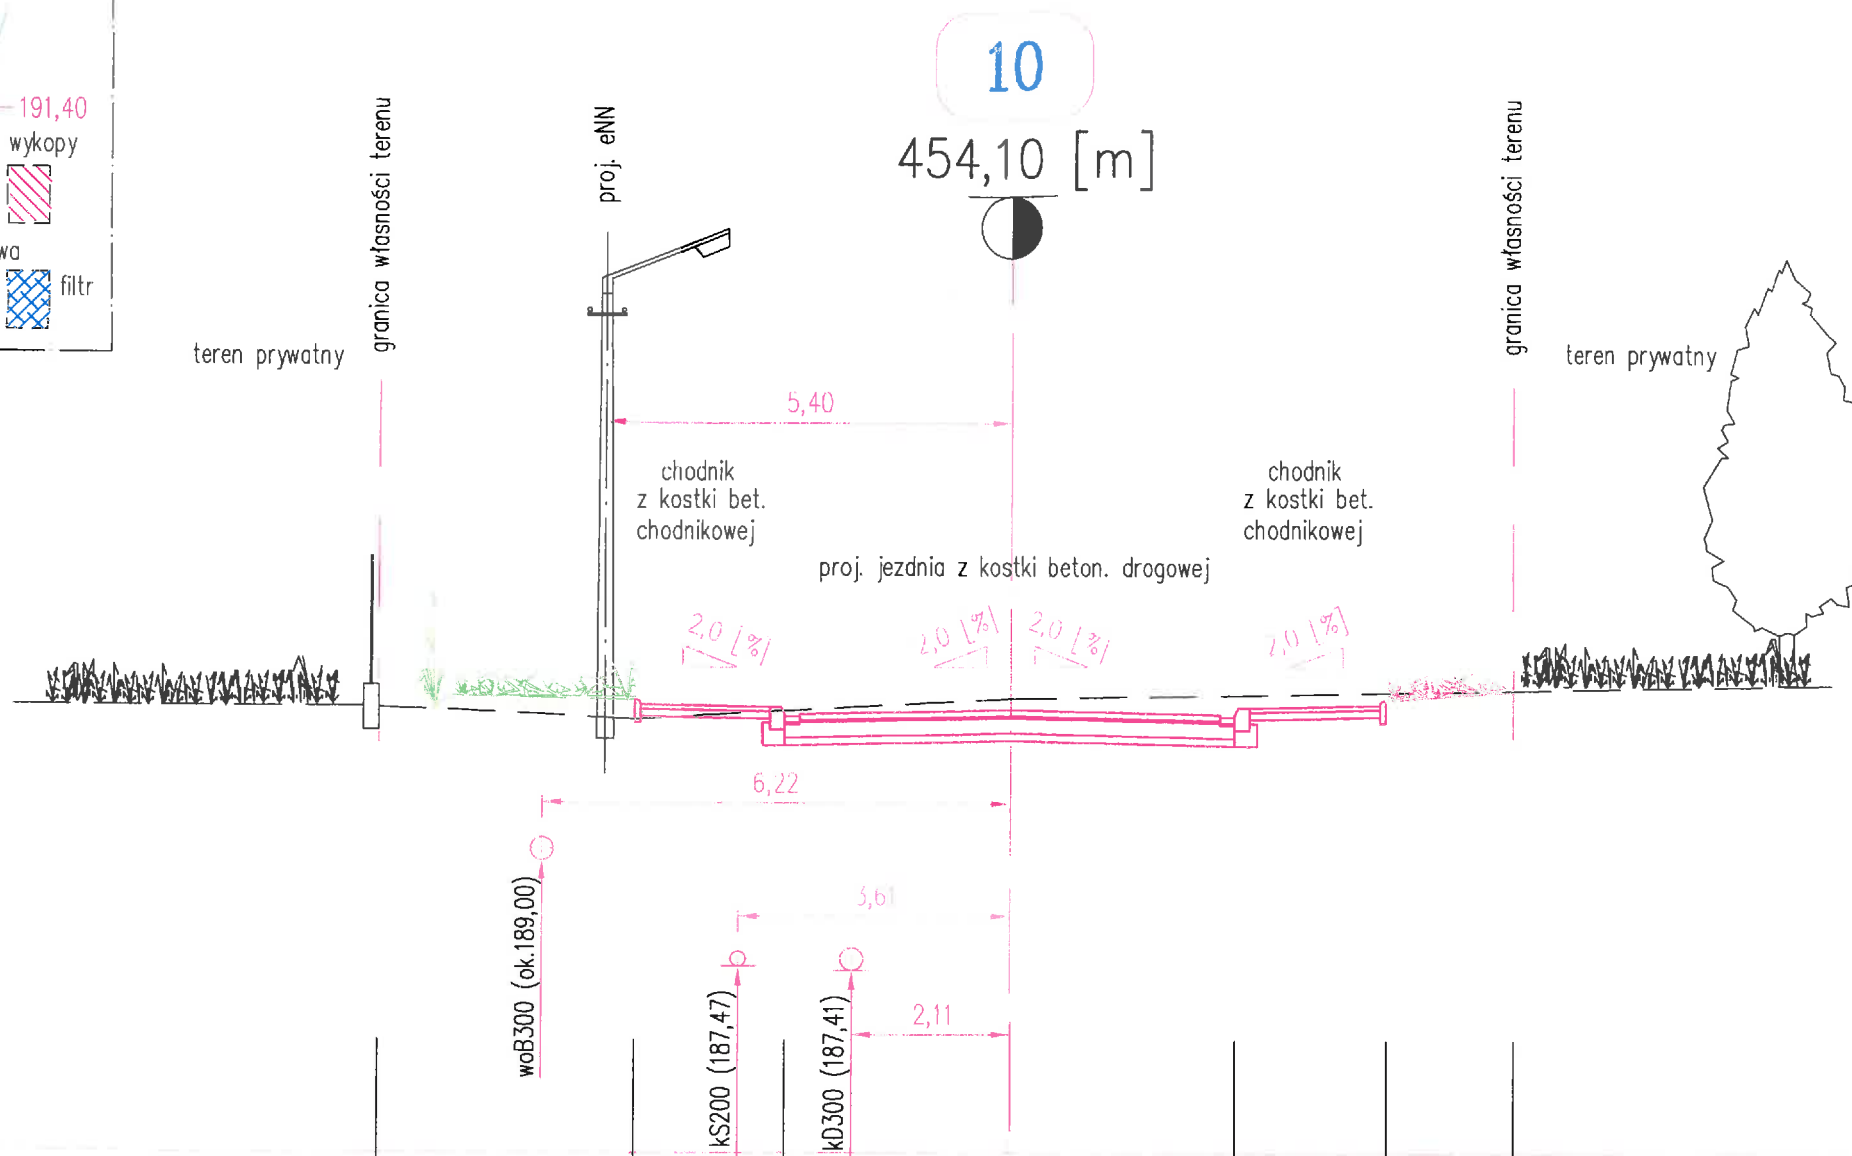 10
454,10 [m]
191,40
wykopy
filtr
granica własności terenu
proj. eNN
granica własności terenu
teren prywatny
teren prywatny
5,40
chodnik
z kostki bet.
chodnikowej
chodnik
z kostki bet.
chodnikowej
proj. jezdnia z kostki beton. drogowej
2,0 [%]
2,0 [%]
2,0 [%]
2,0 [%]
6,22
woB300 (ok.189,00)
3,61
kS200 (187,47)
kD300 (187,41)
2,11